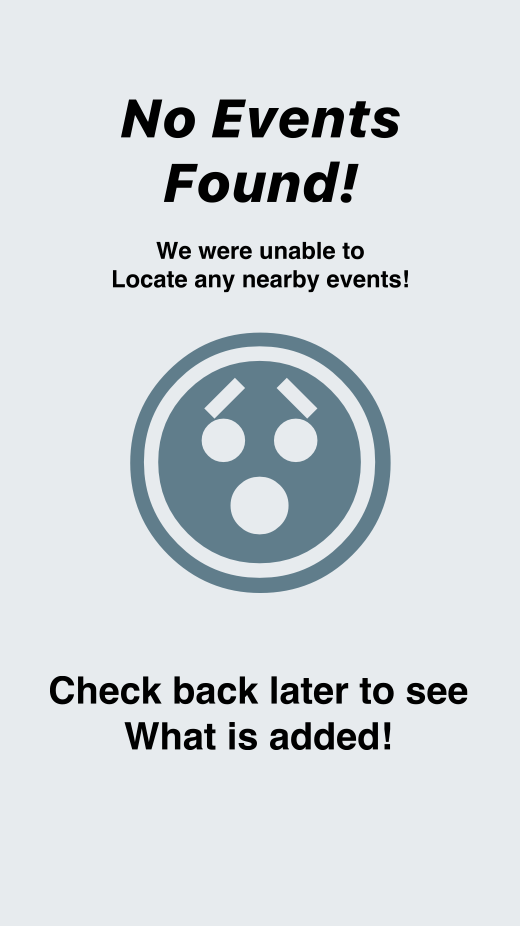 No Events
Found!
We were unable to
Locate any nearby events!
Check back later to see
What is added!